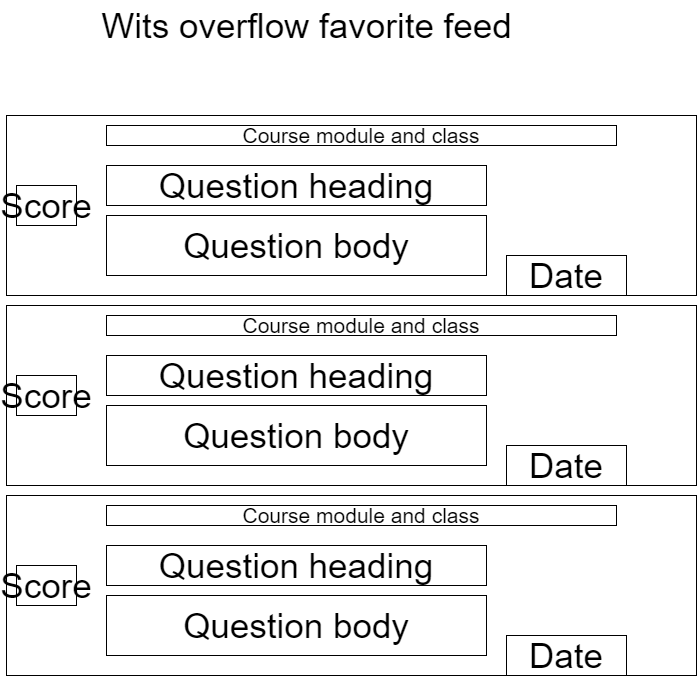 Wits overflow favorite feed
Course module and class
Question heading
Score
Question body
Date
Course module and class
Question heading
Score
Question body
Date
Course module and class
Question heading
Score
Question body
Date